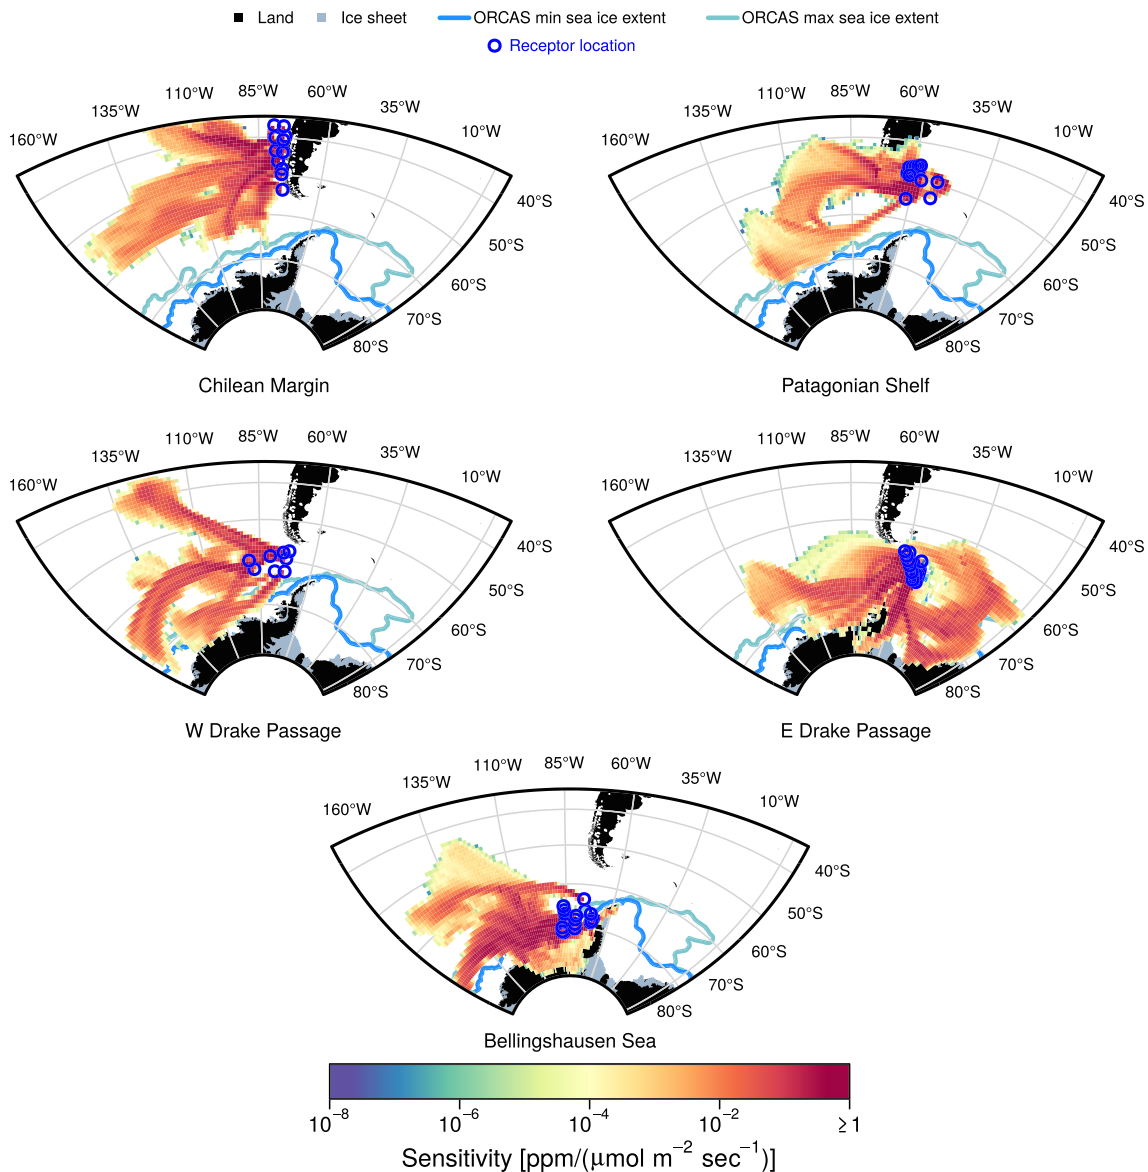 Land Ice sheet ORCAS min sea ice extent ORCAS max sea ice extent
Receptor location
160°W 135°W 110°W 85°W 60°W 35°W 10°W
40°S
50°S
60°S
70°S
80°S
Chilean Margin
160°W 135°W 110°W 85°W 60°W 35°W 10°W
40°S
50°S
60°S
70°S
80°S
Patagonian Shelf
160°W 135°W 110°W 85°W 60°W 35°W 10°W
40°S
50°S
60°S
70°S
80°S
W Drake Passage
160°W 135°W 110°W 85°W 60°W 35°W 10°W
40°S
50°S
60°S
70°S
80°S
E Drake Passage
160°W 135°W 110°W 85°W 60°W 35°W 10°W
40°S
50°S
60°S
70°S
80°S
Bellingshausen Sea
10⁻⁸ 10⁻⁶ 10⁻⁴ 10⁻² ≥1
Sensitivity [ppm/(μmol m⁻² sec⁻¹)]